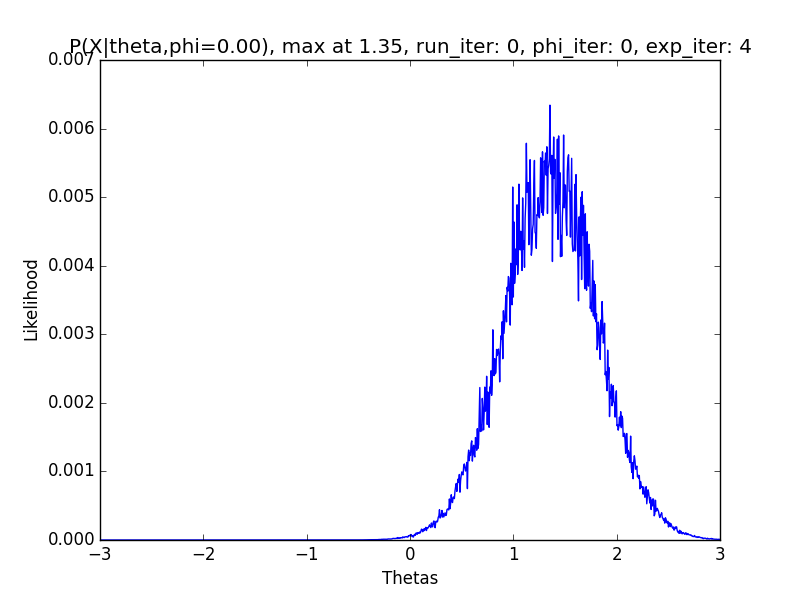 P(X|theta,phi=0.00), max at 1.35, run_iter: 0, phi_iter: 0, exp_iter: 4
0.007
0.006
0.005
0.004
0.003
0.002
0.001
0.000
Likelihood
−3 −2 −1 0 1 2 3
Thetas